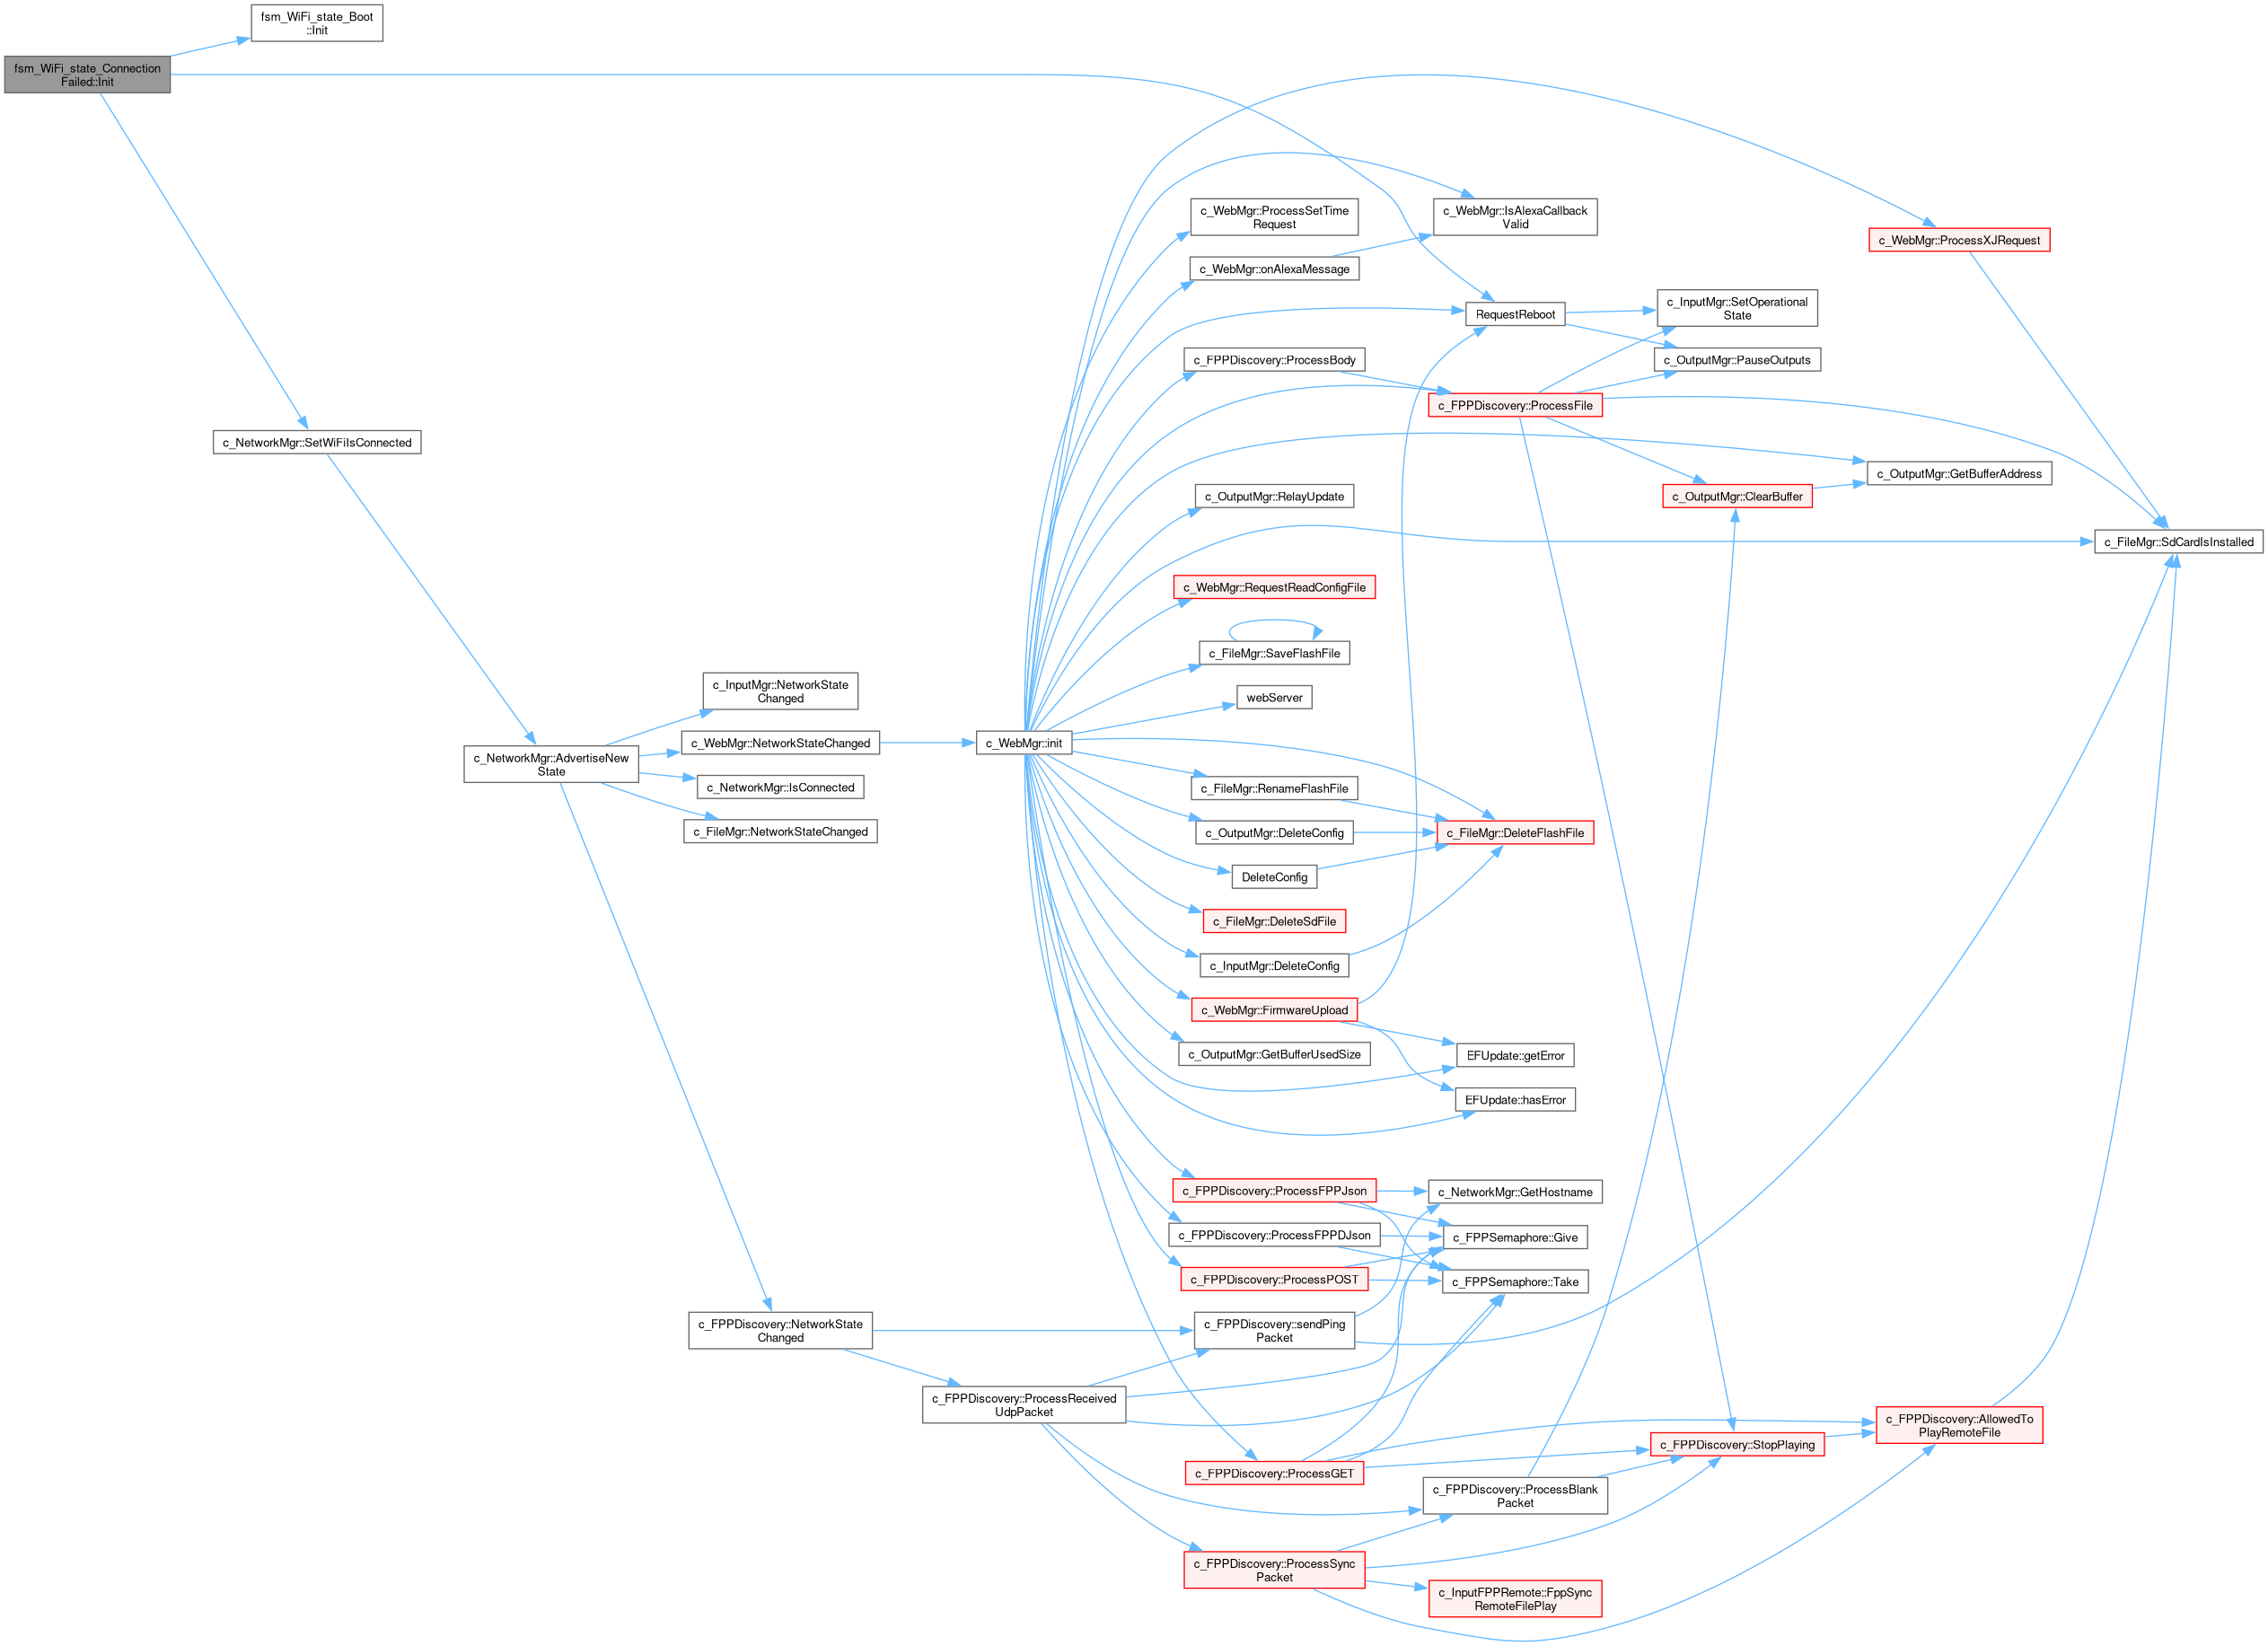 fsm_WiFi_state_Boot
::Init
fsm_WiFi_state_Connection
Failed::Init
c_NetworkMgr::SetWiFiIsConnected
c_NetworkMgr::AdvertiseNew
State
c_InputMgr::NetworkState
Changed
c_WebMgr::NetworkStateChanged
c_NetworkMgr::IsConnected
c_FileMgr::NetworkStateChanged
c_FPPDiscovery::NetworkState
Changed
c_FPPDiscovery::ProcessReceived
UdpPacket
c_WebMgr::init
c_WebMgr::ProcessSetTime
Request
c_WebMgr::onAlexaMessage
c_FPPDiscovery::ProcessBody
c_OutputMgr::RelayUpdate
c_WebMgr::RequestReadConfigFile
c_FileMgr::SaveFlashFile
webServer
c_FileMgr::RenameFlashFile
c_OutputMgr::DeleteConfig
DeleteConfig
c_FileMgr::DeleteSdFile
c_InputMgr::DeleteConfig
c_WebMgr::FirmwareUpload
c_OutputMgr::GetBufferUsedSize
c_FPPDiscovery::ProcessFPPJson
c_FPPDiscovery::ProcessFPPDJson
c_FPPDiscovery::ProcessPOST
c_FPPDiscovery::sendPing
Packet
c_FPPDiscovery::ProcessGET
c_FPPDiscovery::ProcessSync
Packet
c_WebMgr::IsAlexaCallback
Valid
RequestReboot
c_FPPDiscovery::ProcessFile
c_FileMgr::DeleteFlashFile
EFUpdate::getError
EFUpdate::hasError
c_NetworkMgr::GetHostname
c_FPPSemaphore::Give
c_FPPSemaphore::Take
c_FPPDiscovery::ProcessBlank
Packet
c_InputFPPRemote::FppSync
RemoteFilePlay
c_InputMgr::SetOperational
State
c_OutputMgr::PauseOutputs
c_OutputMgr::ClearBuffer
c_FPPDiscovery::StopPlaying
c_WebMgr::ProcessXJRequest
c_OutputMgr::GetBufferAddress
c_FPPDiscovery::AllowedTo
PlayRemoteFile
c_FileMgr::SdCardIsInstalled